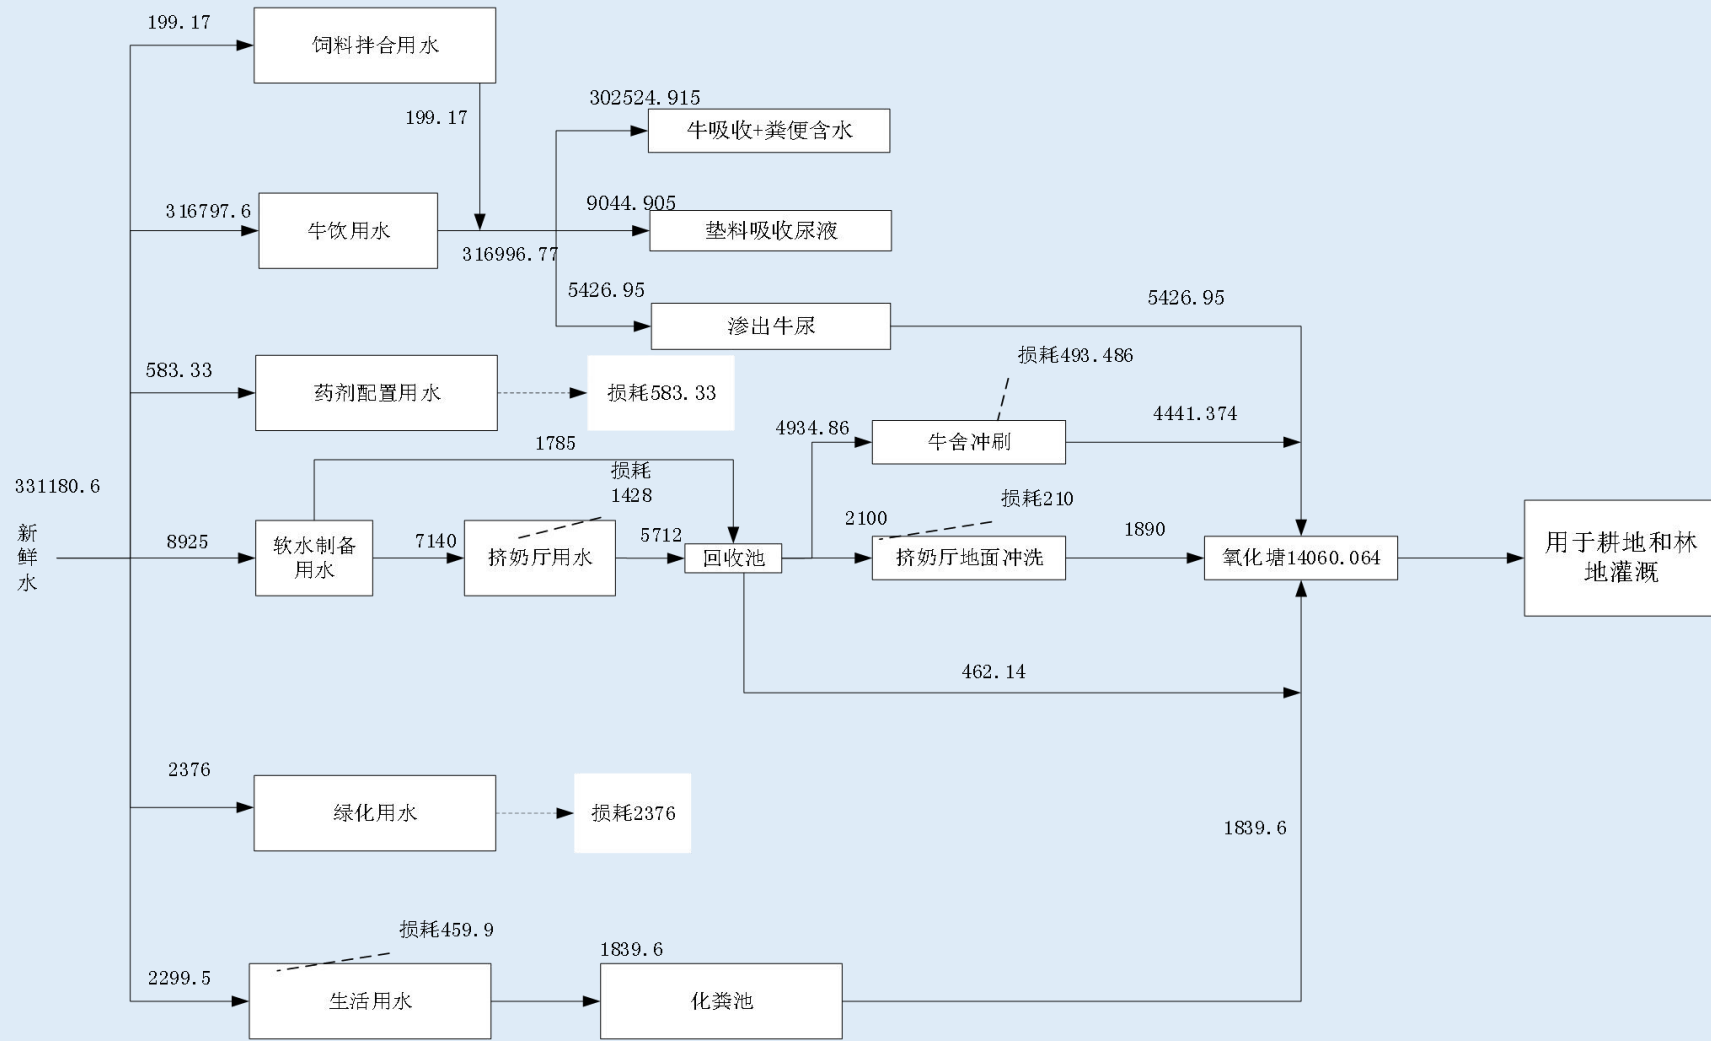 199.17
饲料拌合用水
199.17
302524.915
牛吸收+粪便含水
316797.6
牛饮用水
316996.77
9044.905
垫料吸收尿液
5426.95
渗出牛尿
5426.95
583.33
药剂配置用水
损耗583.33
损耗493.486
4934.86
牛舍冲刷
4441.374
1785
损耗
1428
331180.6
新
鲜
水
8925
软水制备
用水
7140
挤奶厅用水
5712
回收池
2100
损耗210
挤奶厅地面冲洗
1890
氧化塘14060.064
用于耕地和林
地灌溉
462.14
2376
绿化用水
损耗2376
1839.6
损耗459.9
2299.5
生活用水
1839.6
化粪池